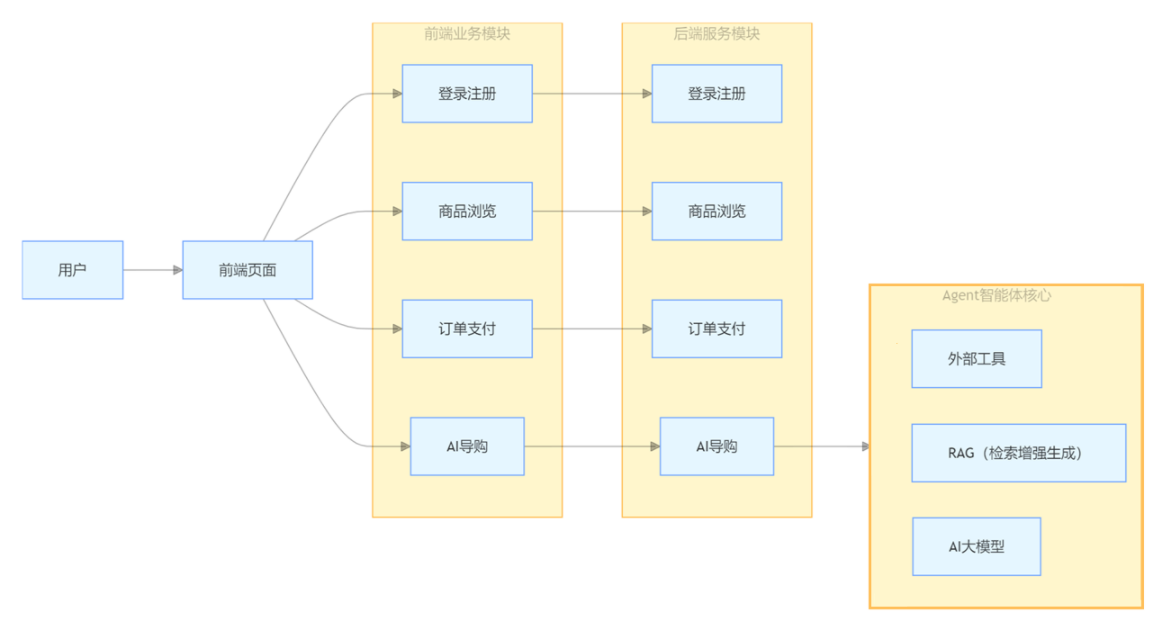 前端业务模块
后端服务模块
登录注册
登录注册
商品浏览
商品浏览
用户
前端页面
订单支付
订单支付
AI导购
AI导购
Agent智能体核心
外部工具
RAG（检索增强生成）
AI大模型